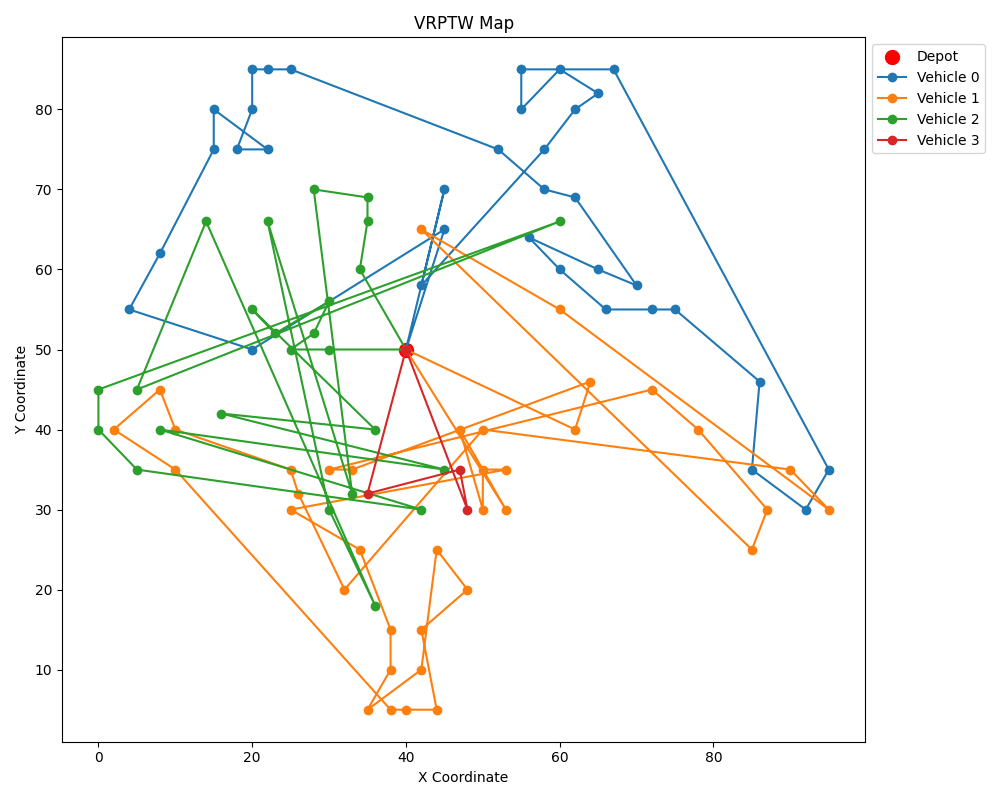 VRPTW Map
Depot
Vehicle 0
Vehicle 1
Vehicle 2
Vehicle 3
Y Coordinate
80
70
60
50
40
30
20
10
0
20
40
60
80
X Coordinate